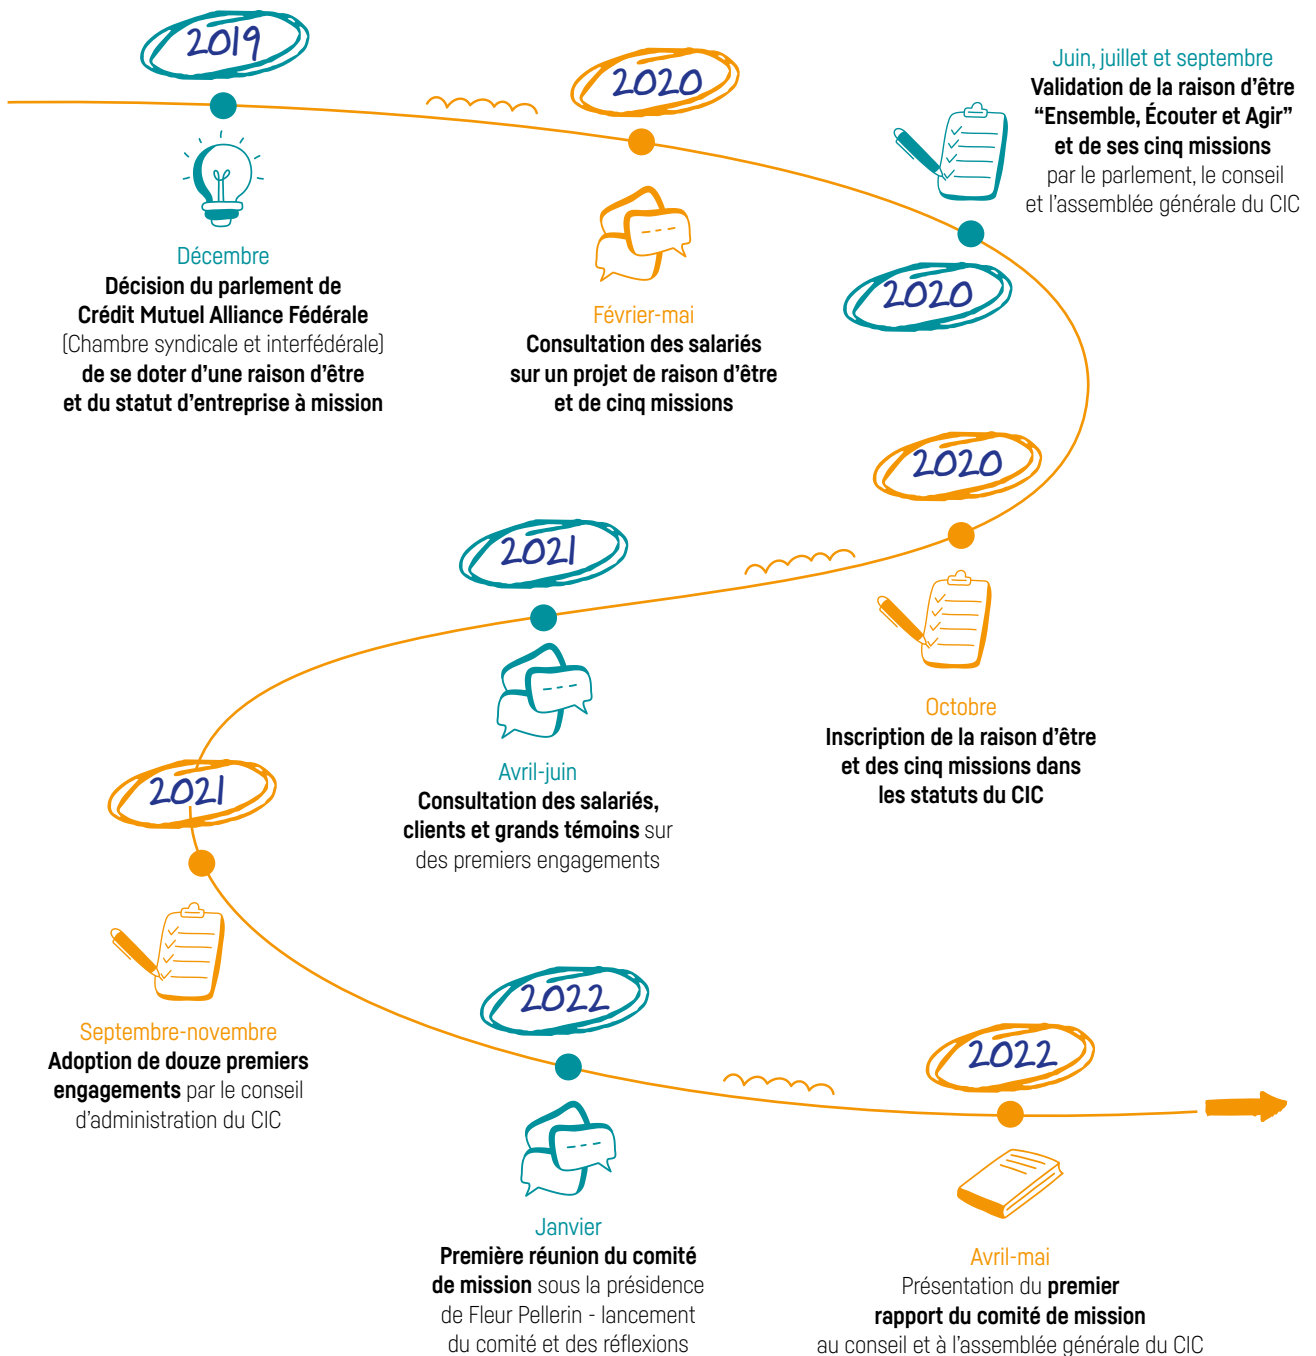 2019
Décembre
Décision du parlement de
Crédit Mutuel Alliance Fédérale
(Chambre syndicale et interfédérale)
de se doter d'une raison d'être
et du statut d'entreprise à mission
2020
Février-mai
Consultation des salariés
sur un projet de raison d'être
et de cinq missions
Juin, juillet et septembre
Validation de la raison d'être
“Ensemble, Écouter et Agir”
et de ses cinq missions
par le parlement, le conseil
et l'assemblée générale du CIC
2020
2020
Octobre
Inscription de la raison d'être
et des cinq missions dans
les statuts du CIC
2021
Avril-juin
Consultation des salariés,
clients et grands témoins sur
des premiers engagements
2021
Septembre-novembre
Adoption de douze premiers
engagements par le conseil
d'administration du CIC
2022
Janvier
Première réunion du comité
de mission sous la présidence
de Fleur Pellerin - lancement
du comité et des réflexions
2022
Avril-mai
Présentation du premier
rapport du comité de mission
au conseil et à l'assemblée générale du CIC